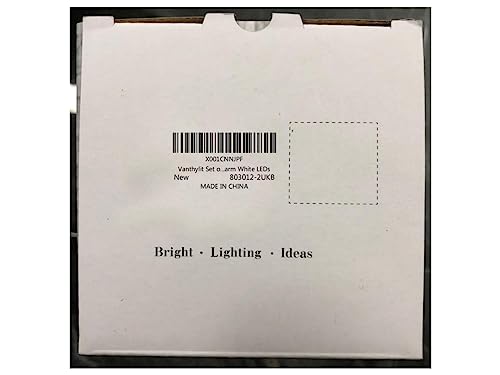 X001CNNJPF
Vanthylit Set o...arm White LEDs
New 803012-2UKB
MADE IN CHINA
Bright · Lighting · Ideas